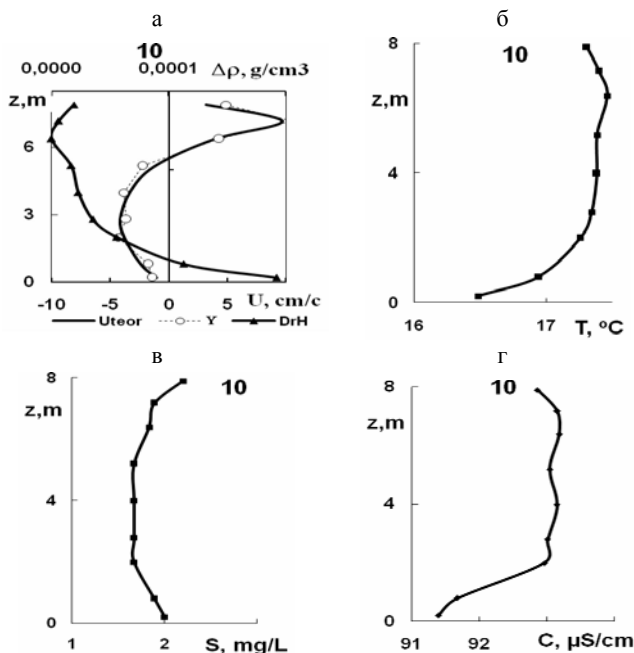 а
б
10
0,0000 0,0001 Δρ, g/cm3
z,m
6
3
0
-10 -5 0 5
U, cm/c
Uteor Y DrH
8
10
z,m
4
0
16 17
T, °C
в
г
8
10
z,m
4
0
1 2
S, mg/L
8
10
z,m
4
0
91 92
C, µS/cm